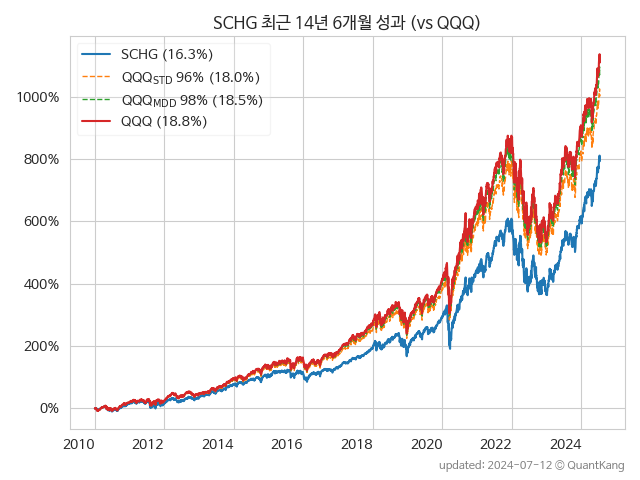 SCHG 최근 14년 6개월 성과 (vs QQQ)
SCHG (16.3%)
QQQSTD 96% (18.0%)
QQQMDD 98% (18.5%)
QQQ (18.8%)
1000%
800%
600%
400%
200%
0%
2010 2012 2014 2016 2018 2020 2022 2024
updated: 2024-07-12 © QuantKang